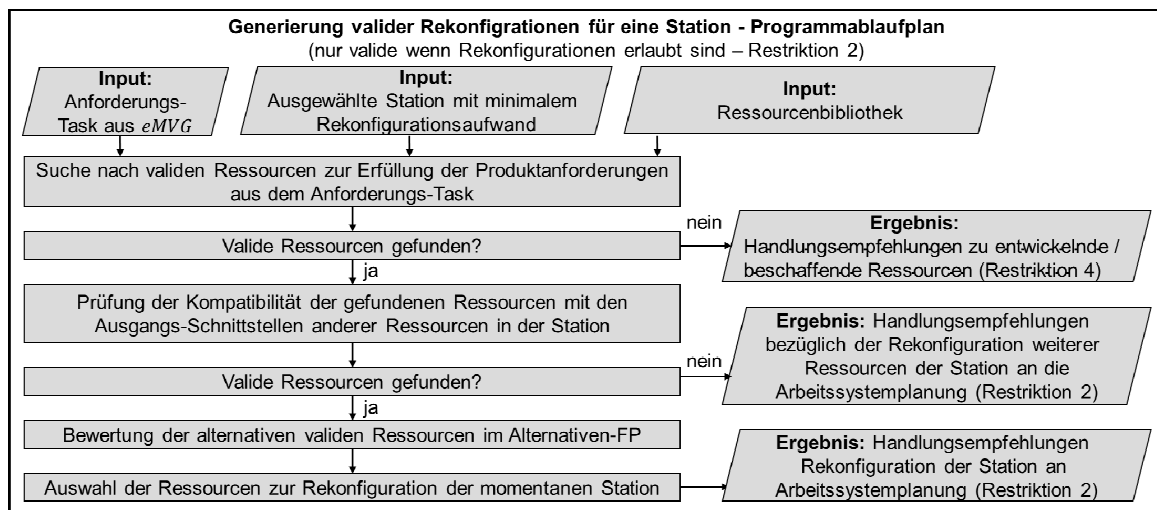 Generierung valider Rekonfigrationen für eine Station - Programmablaufplan
(nur valide wenn Rekonfigurationen erlaubt sind – Restriktion 2)
Input:
Anforderungs-
Task aus eMVG
Input:
Ausgewählte Station mit minimalem
Rekonfigurationsaufwand
Input:
Ressourcenbibliothek
Suche nach validen Ressourcen zur Erfüllung der Produktanforderungen
aus dem Anforderungs-Task
Valide Ressourcen gefunden?
nein
Ergebnis:
Handlungsempfehlungen zu entwickelnde /
beschaffende Ressourcen (Restriktion 4)
ja
Prüfung der Kompatibilität der gefundenen Ressourcen mit den
Ausgangs-Schnittstellen anderer Ressourcen in der Station
Valide Ressourcen gefunden?
nein
Ergebnis: Handlungsempfehlungen
bezüglich der Rekonfiguration weiterer
Ressourcen der Station an die
Arbeitssystemplanung (Restriktion 2)
ja
Bewertung der alternativen validen Ressourcen im Alternativen-FP
Auswahl der Ressourcen zur Rekonfiguration der momentanen Station
Ergebnis: Handlungsempfehlungen
Rekonfiguration der Station an
Arbeitssystemplanung (Restriktion 2)